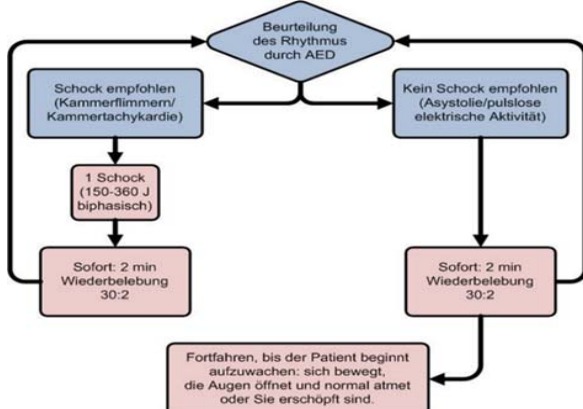 Beurteilung
des Rhythmus
durch AED
Schock empfohlen
(Kammerflimmern/
Kammertachykardie)
Kein Schock empfohlen
(Asystolie/pulslose
elektrische Aktivität)
1 Schock
(150-360 J
biphasisch)
Sofort: 2 min
Wiederbelebung
30:2
Sofort: 2 min
Wiederbelebung
30:2
Fortfahren, bis der Patient beginnt
aufzuwachen: sich bewegt,
die Augen öffnet und normal atmet
oder Sie erschöpft sind.